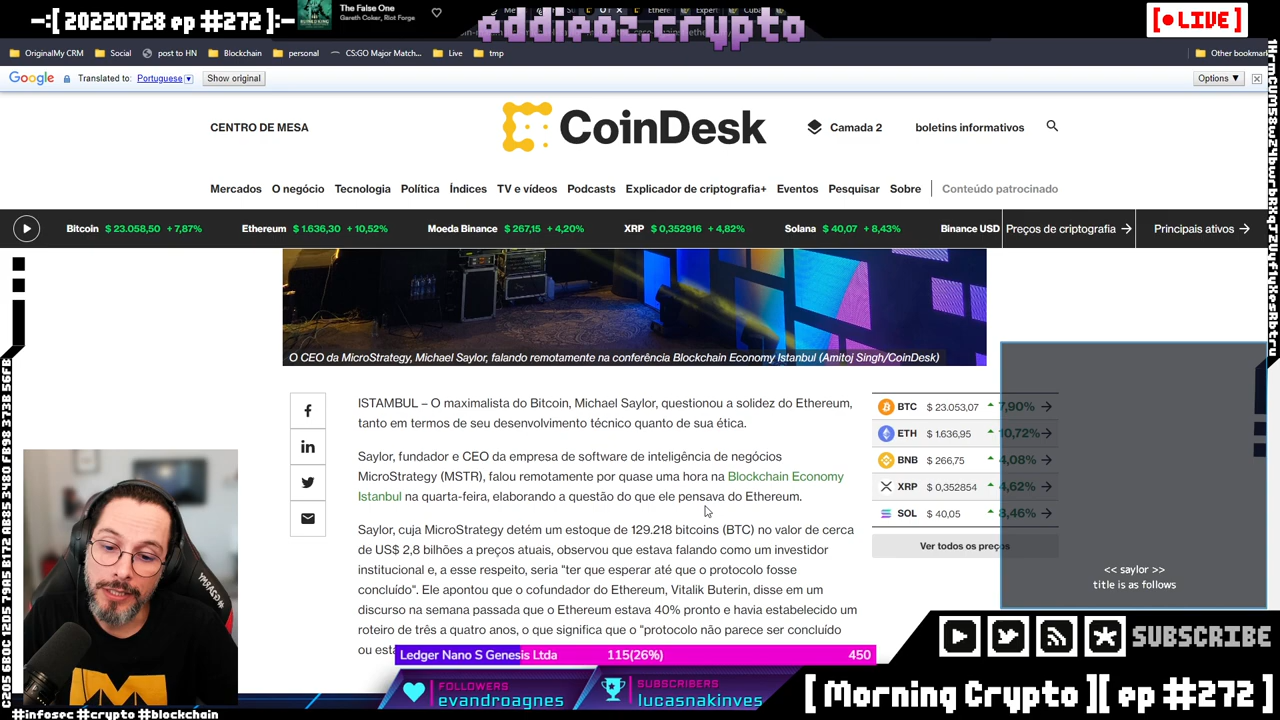 -:[ 20220728 ep #272 ]:-
The False One
Gareth Coker, Riot Forge
eddieoz.crypto
[ LIVE ]
OriginalMy CRM
Social
post to HN
Blockchain
personal
CS:GO Major Match...
Live
tmp
Other bookmar
Google
Translated to: Portuguese
Show original
Options ▼
CENTRO DE MESA
CoinDesk
Camada 2
boletins informativos
Mercados O negócio Tecnologia Política Índices TV e vídeos Podcasts Explicador de criptografia+ Eventos Pesquisar Sobre Conteúdo patrocinado
Bitcoin $ 23.058,50 + 7,87%
Ethereum $ 1.636,30 + 10,52%
Moeda Binance $ 267,15 + 4,20%
XRP $ 0,352916 + 4,82%
Solana $ 40,07 + 8,43%
Binance USD
Preços de criptografia
Principais ativos
O CEO da MicroStrategy, Michael Saylor, falando remotamente na conferência Blockchain Economy Istanbul (Amitoj Singh/CoinDesk)
ISTAMBUL – O maximalista do Bitcoin, Michael Saylor, questionou a solidez do Ethereum,
tanto em termos de seu desenvolvimento técnico quanto de sua ética.
Saylor, fundador e CEO da empresa de software de inteligência de negócios
MicroStrategy (MSTR), falou remotamente por quase uma hora na Blockchain Economy
Istanbul na quarta-feira, elaborando a questão do que ele pensava do Ethereum.
Saylor, cuja MicroStrategy detém um estoque de 129.218 bitcoins (BTC) no valor de cerca
de US$ 2,8 bilhões a preços atuais, observou que estava falando como um investidor
institucional e, a esse respeito, seria "ter que esperar até que o protocolo fosse
concluído". Ele apontou que o cofundador do Ethereum, Vitalik Buterin, disse em um
discurso na semana passada que o Ethereum estava 40% pronto e havia estabelecido um
roteiro de três a quatro anos, o que significa que o "protocolo não parece ser concluído
ou est
BTC $ 23.053,07 7,90%
ETH $ 1.636,95 10,72%
BNB $ 266,75 4,08%
XRP $ 0,352854 4,62%
SOL $ 40,05 8,46%
Ver todos os preços
<< saylor >>
title is as follows
Ledger Nano S Genesis Ltda
115(26%)
450
FOLLOWERS
evandroagnes
SUBSCRIBERS
lucasnakinves
SUBSCRIBE
[ Morning Crypto ][ ep #272 ]
#infosec #crypto #blockchain